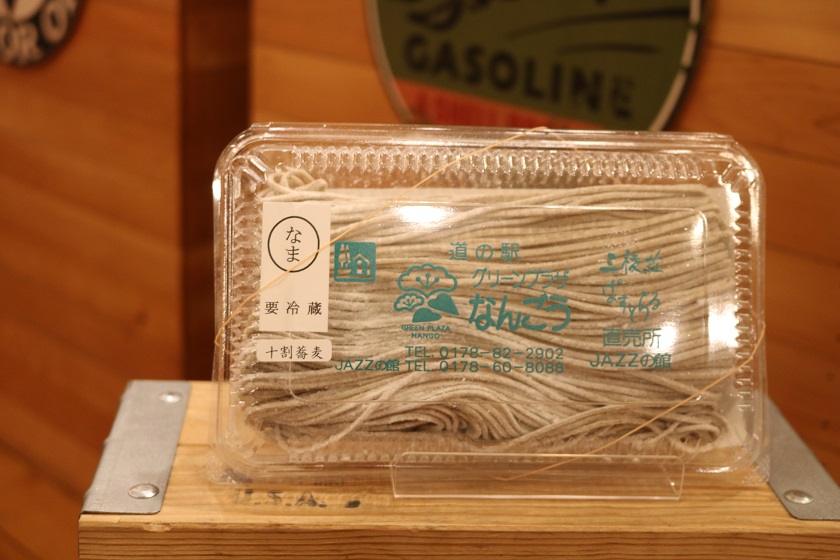 OR O
GASOLINE
なま
要冷蔵
十割蕎麦
道の駅
グリーンプラザ
なんごう
GREEN PLAZA
NANGO
TEL 0178-82-2902
JAZZの館 TEL 0178-60-8086
直売所
JAZZの館
U.S.A.